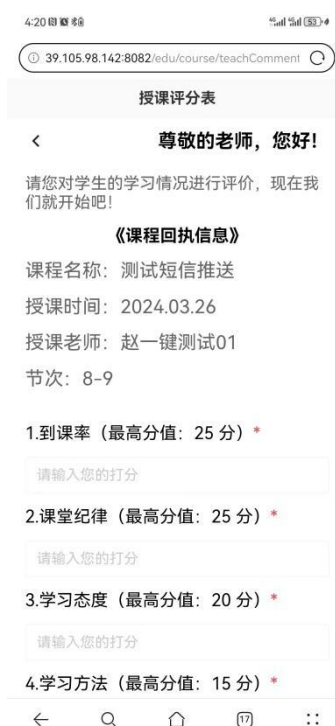 4:20
53
39.105.98.142:8082/edu/course/teachComment
授课评分表
尊敬的老师，您好!
请您对学生的学习情况进行评价，现在我
们就开始吧!
《课程回执信息》
课程名称: 测试短信推送
授课时间: 2024.03.26
授课老师: 赵一键测试01
节次: 8-9
1.到课率（最高分值: 25 分）*
请输入您的打分
2.课堂纪律（最高分值: 25 分）*
请输入您的打分
3.学习态度（最高分值: 20 分）*
请输入您的打分
4.学习方法（最高分值: 15 分）*
17